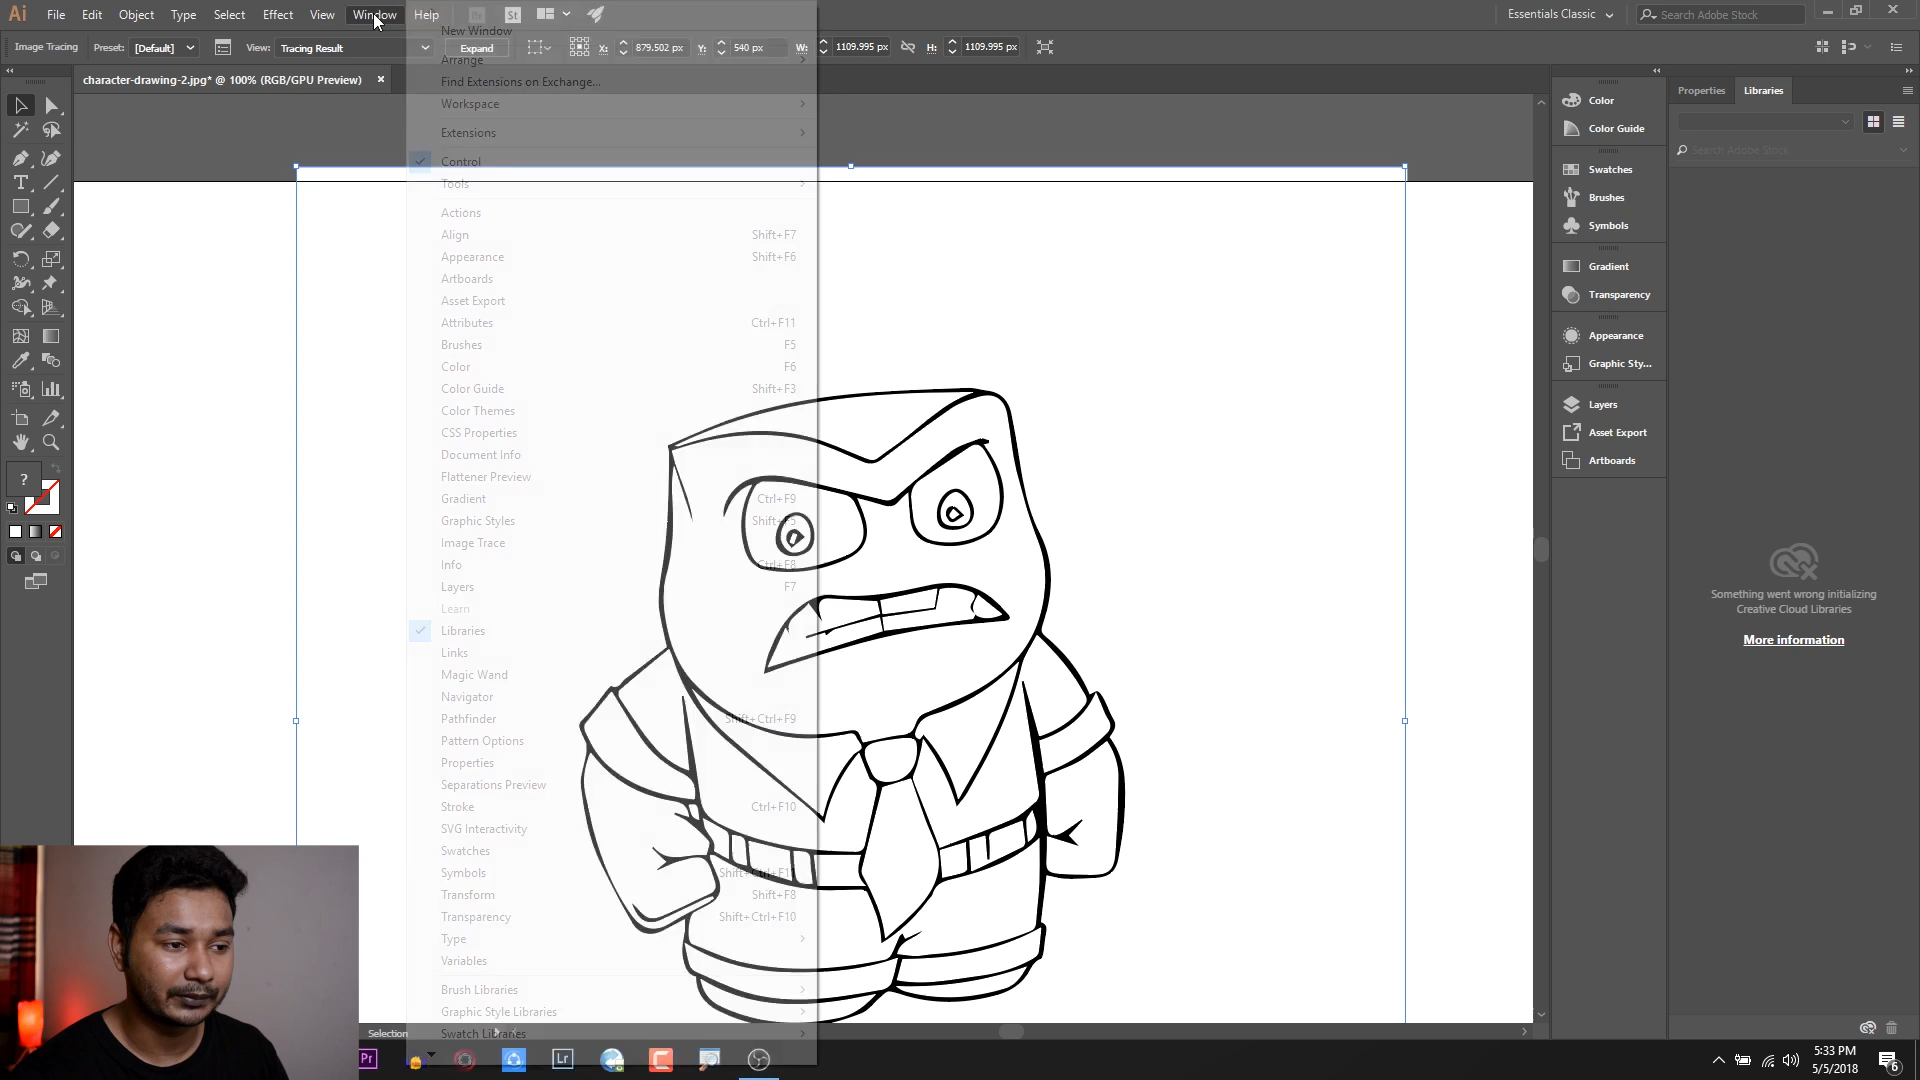 Ai File Edit Object Type Select Effect View Window Help Br St Essentials Classic Search Adobe Stock
Image Tracing Preset: [Default] View: Tracing Result Expand X: 879.502 px Y: 540 px W: 1109.995 px H: 1109.995 px
character-drawing-2.jpg* @ 100% (RGB/GPU Preview)
New Window
Arrange
Find Extensions on Exchange...
Workspace
Extensions
Control
Tools
Actions
Align Shift+F7
Appearance Shift+F6
Artboards
Asset Export
Attributes Ctrl+F11
Brushes F5
Color F6
Color Guide Shift+F3
Color Themes
CSS Properties
Document Info
Flattener Preview
Gradient Ctrl+F9
Graphic Styles Shift+F5
Image Trace
Info Ctrl+F8
Layers F7
Learn
Libraries
Links
Magic Wand
Navigator
Pathfinder Shift+Ctrl+F9
Pattern Options
Properties
Separations Preview
Stroke Ctrl+F10
SVG Interactivity
Swatches
Symbols Shift+Ctrl+F11
Transform Shift+F8
Transparency Shift+Ctrl+F10
Type
Variables
Brush Libraries
Graphic Style Libraries
Swatch Libraries
?
Color
Color Guide
Swatches
Brushes
Symbols
Gradient
Transparency
Appearance
Graphic Sty...
Layers
Asset Export
Artboards
Properties Libraries
Search Adobe Stock
Something went wrong initializing
Creative Cloud Libraries
More information
Selection
Pr Lr
5:33 PM
5/5/2018
6